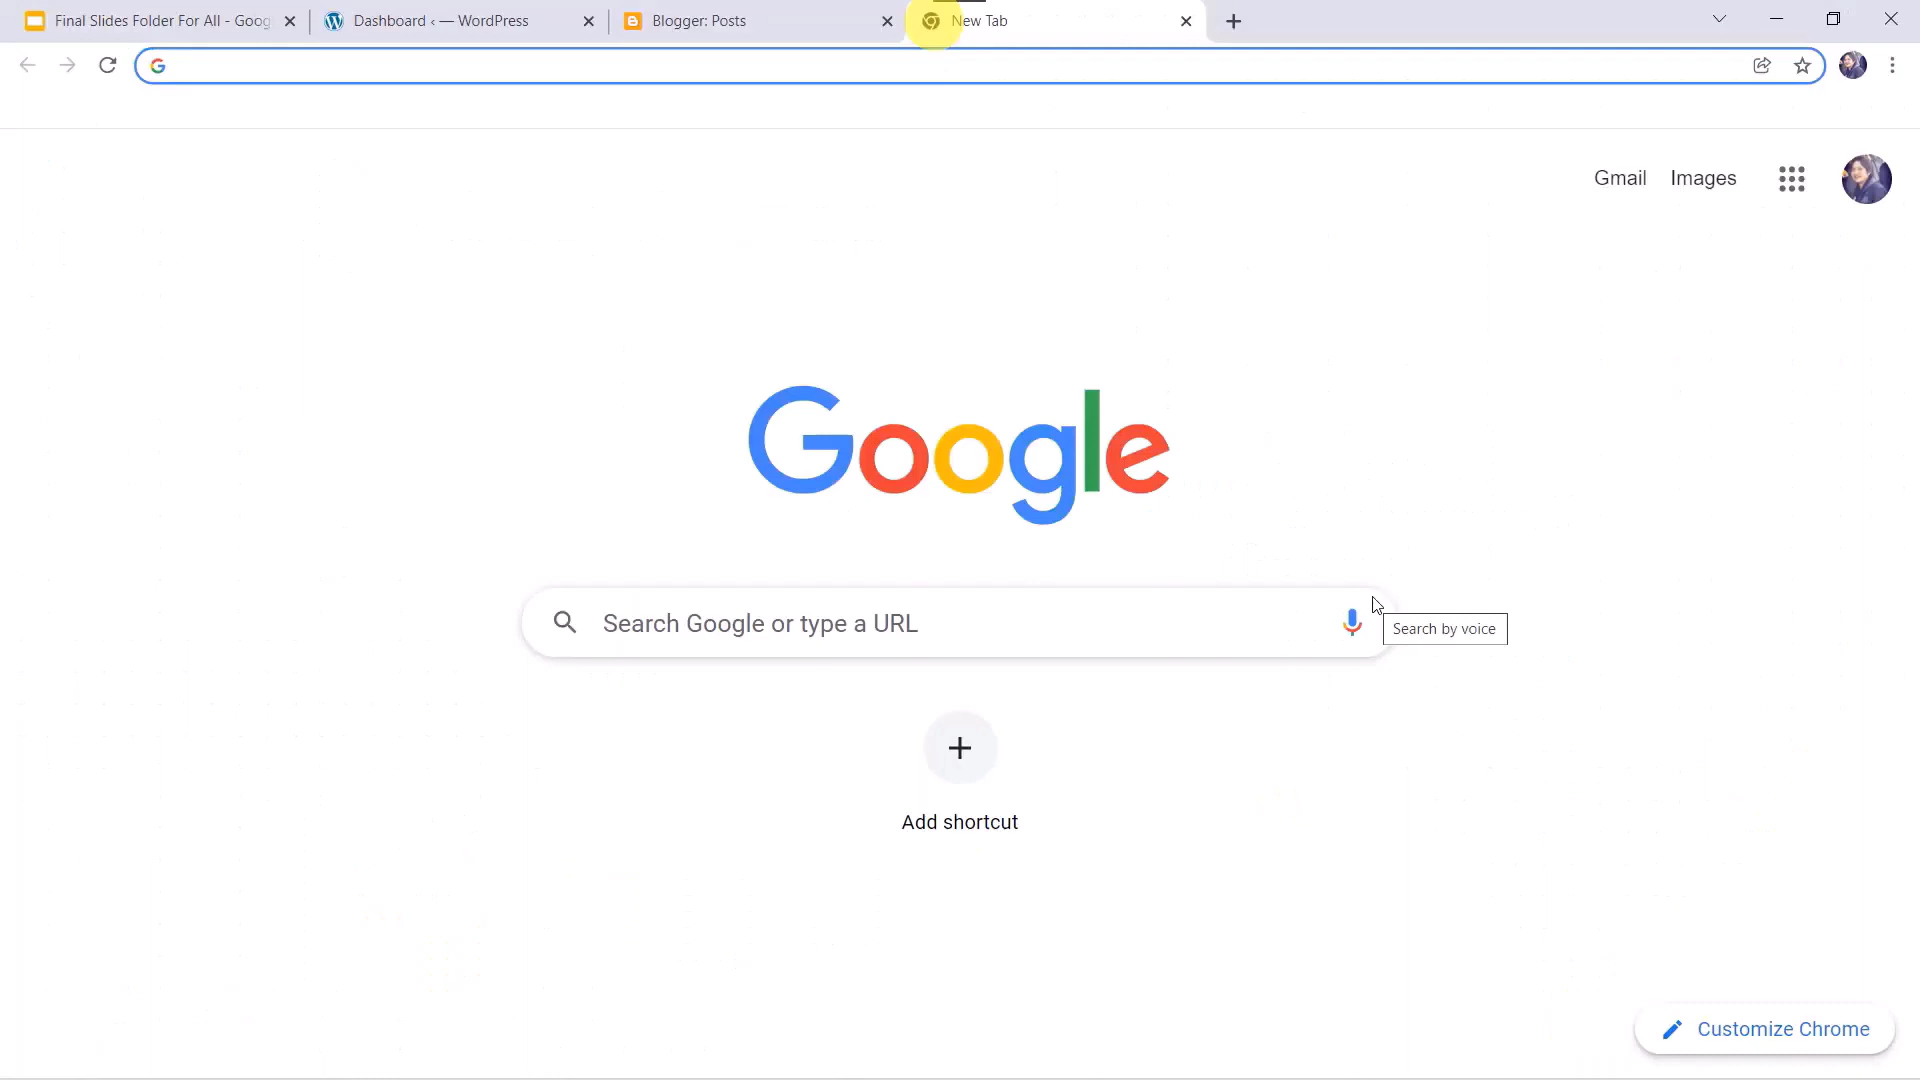 Final Slides Folder For All - Goog
Dashboard ‹ — WordPress
Blogger: Posts
New Tab
Gmail
Images
Google
Search Google or type a URL
Search by voice
Add shortcut
Customize Chrome